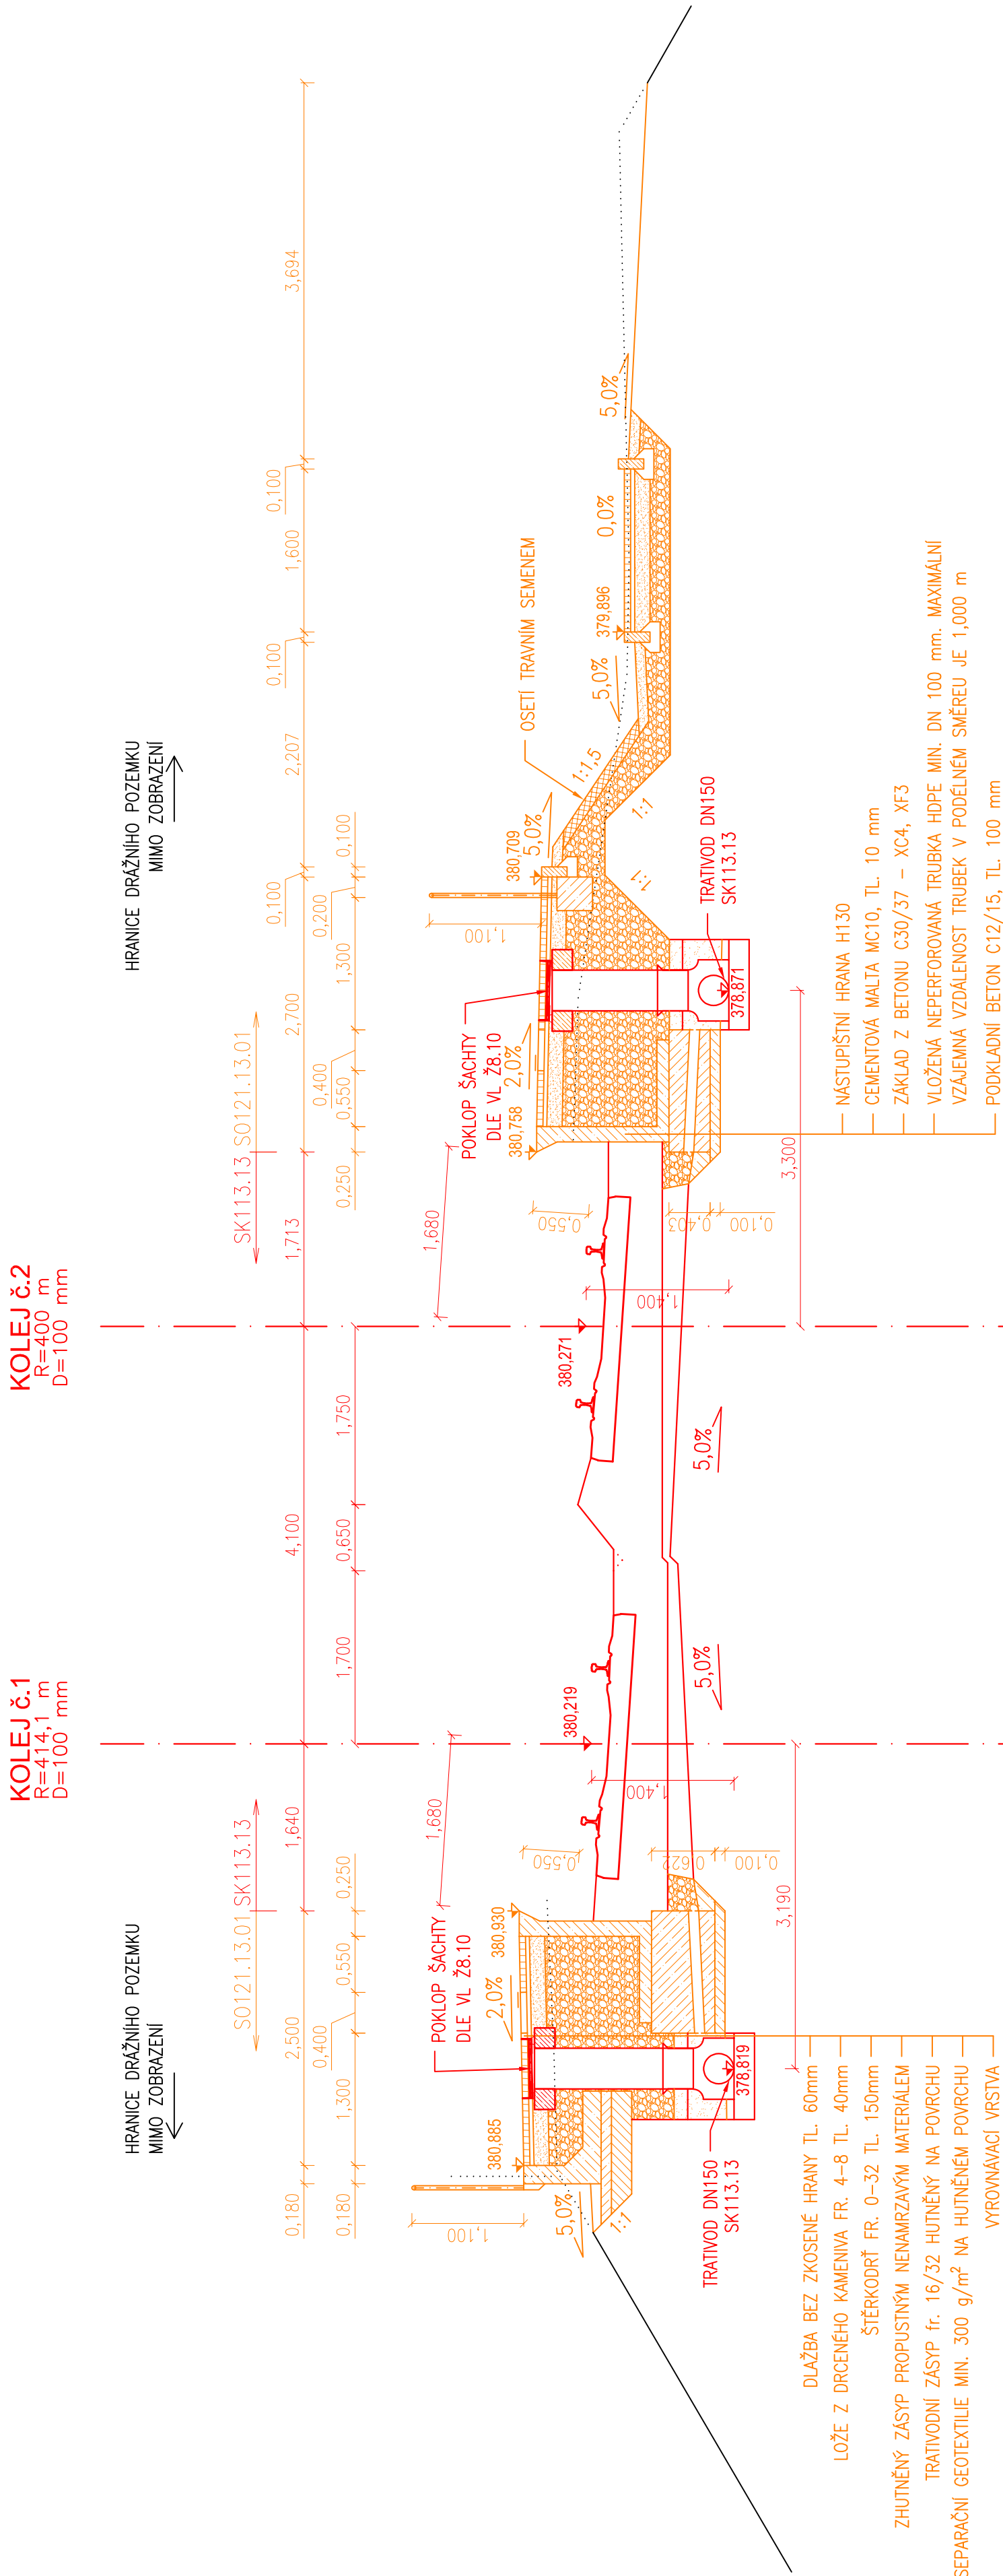 KOLEJ č.1
R=414,1 m
D=100 mm
KOLEJ č.2
R=400 m
D=100 mm
HRANICE DRÁŽNÍHO POZEMKU
MIMO ZOBRAZENÍ
HRANICE DRÁŽNÍHO POZEMKU
MIMO ZOBRAZENÍ
SO121.13.01
SK113.13
SK113.13
SO121.13.01
0,180
2,500
1,640
4,100
1,713
2,700
0,100
2,207
0,100
1,600
0,100
3,694
0,180
1,300
0,400
0,550
0,250
1,700
0,650
1,750
0,250
0,550
0,400
1,300
0,200
0,100
1,680
1,680
1,100
1,100
POKLOP ŠACHTY
DLE VL Ž8.10
POKLOP ŠACHTY
DLE VL Ž8.10
380,885
2,0%
380,930
0,550
380,219
380,271
0,550
380,758
2,0%
380,709
5,0%
OSETÍ TRAVNÍM SEMENEM
1:1,5
5,0%
379,896
0,0%
5,0%
5,0%
1:1
1,400
1,400
1:1
1:1
0,622
0,100
0,403
0,100
5,0%
5,0%
TRATIVOD DN150
SK113.13
378,819
TRATIVOD DN150
SK113.13
378,871
3,190
3,300
DLAŽBA BEZ ZKOSENÉ HRANY TL. 60mm
LOŽE Z DRCENÉHO KAMENIVA FR. 4-8 TL. 40mm
ŠTĚRKODRŤ FR. 0-32 TL. 150mm
ZHUTNĚNÝ ZÁSYP PROPUSTNÝM NENAMRZAVÝM MATERIÁLEM
TRATIVODNÍ ZÁSYP fr. 16/32 HUTNĚNÝ NA POVRCHU
SEPARAČNÍ GEOTEXTILIE MIN. 300 g/m² NA HUTNĚNÉM POVRCHU
VYROVNÁVACÍ VRSTVA
NÁSTUPIŠTNÍ HRANA H130
CEMENTOVÁ MALTA MC10, TL. 10 mm
ZÁKLAD Z BETONU C30/37 - XC4, XF3
VLOŽENÁ NEPERFOROVANÁ TRUBKA HDPE MIN. DN 100 mm. MAXIMÁLNÍ
VZÁJEMNÁ VZDÁLENOST TRUBEK V PODÉLNÉM SMĚREU JE 1,000 m
PODKLADNÍ BETON C12/15, TL. 100 mm